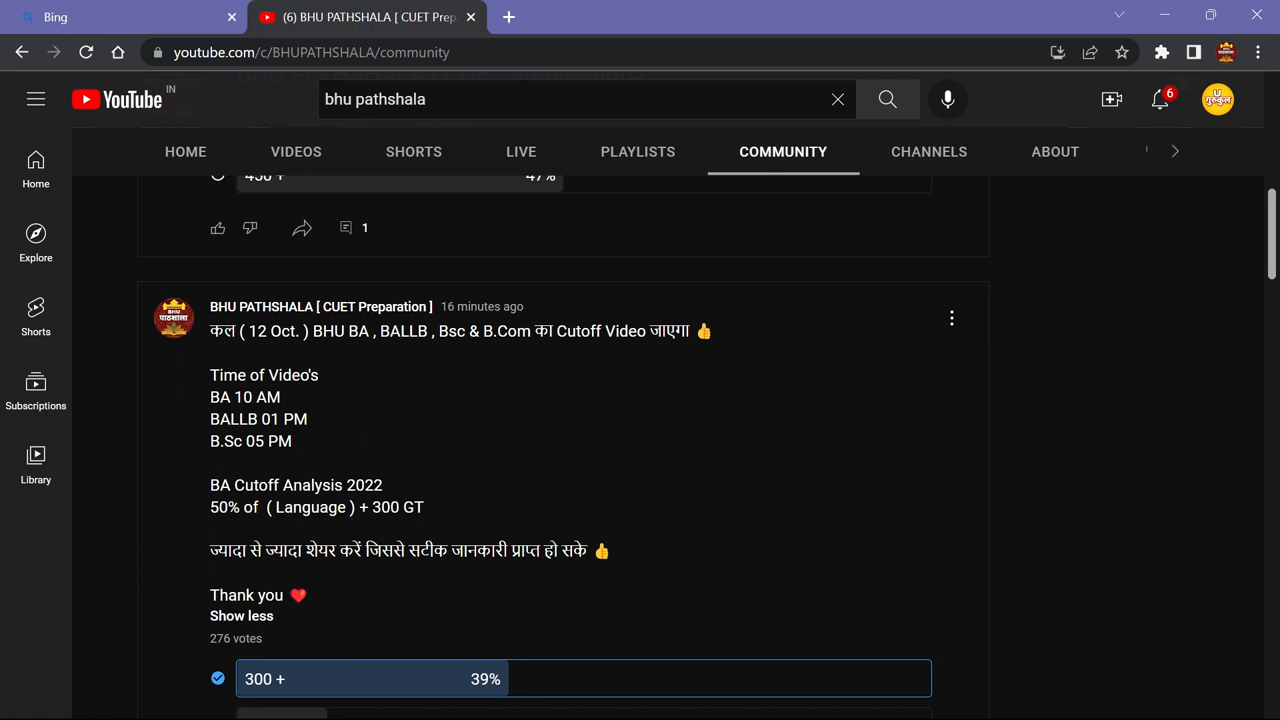 Bing
(6) BHU PATHSHALA [ CUET Prep
youtube.com/c/BHUPATHSHALA/community
YouTube IN
bhu pathshala
6
गुरुकुल
HOME VIDEOS SHORTS LIVE PLAYLISTS COMMUNITY CHANNELS ABOUT
Home
Explore
Shorts
Subscriptions
Library
450 + 47%
1
BHU PATHSHALA [ CUET Preparation ] 16 minutes ago
कल ( 12 Oct. ) BHU BA , BALLB , Bsc & B.Com का Cutoff Video जाएगा 👍
Time of Video's
BA 10 AM
BALLB 01 PM
B.Sc 05 PM
BA Cutoff Analysis 2022
50% of ( Language ) + 300 GT
ज्यादा से ज्यादा शेयर करें जिससे सटीक जानकारी प्राप्त हो सके 👍
Thank you ❤️
Show less
276 votes
300 + 39%